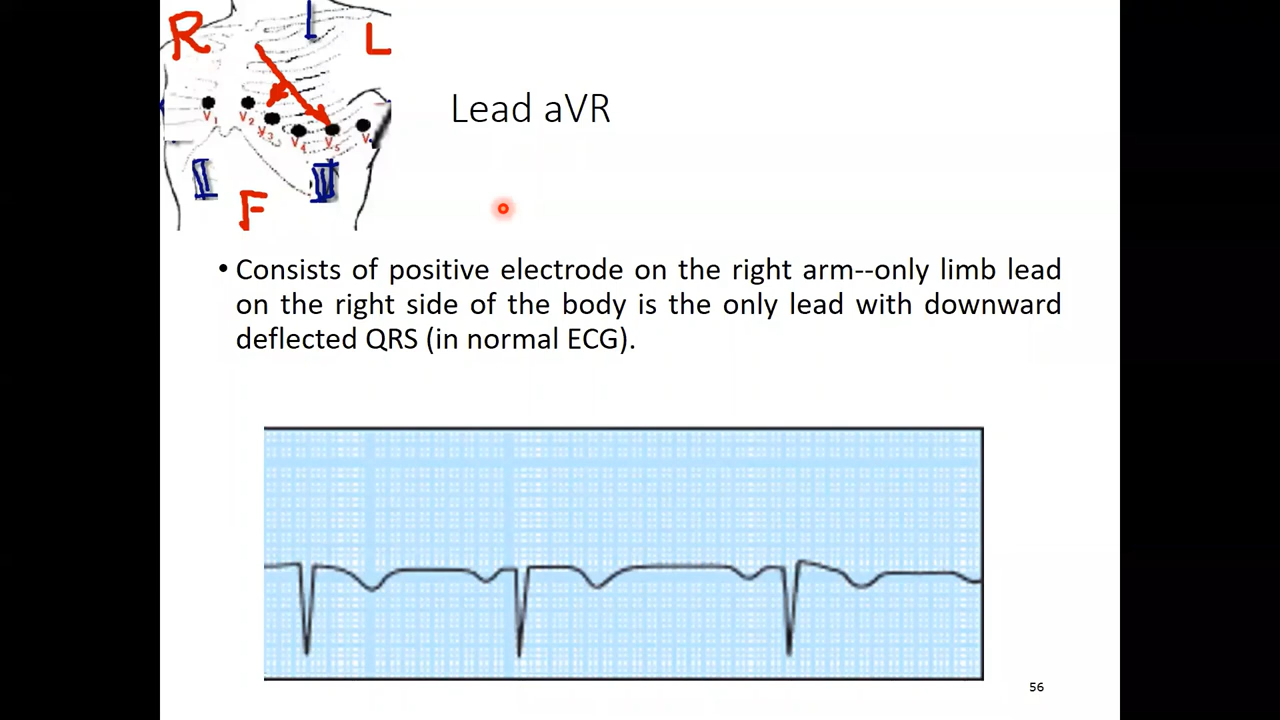 R
I
L
V1
V2
V3
V4
V5
V
II
III
F
Lead aVR
• Consists of positive electrode on the right arm--only limb lead
on the right side of the body is the only lead with downward
deflected QRS (in normal ECG).
56